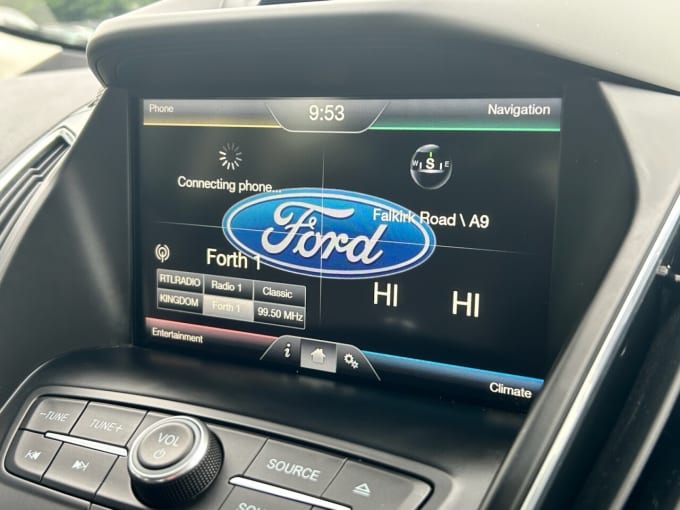 Phone
9:53
Navigation
Connecting phone...
W S E
Falkirk Road \ A9
Ford
Forth 1
RTLRADIO Radio 1 Classic
KINGDOM Forth 1 99.50 MHz
HI HI
Entertainment
i
Climate
–TUNE TUNE+
VOL
SOURCE